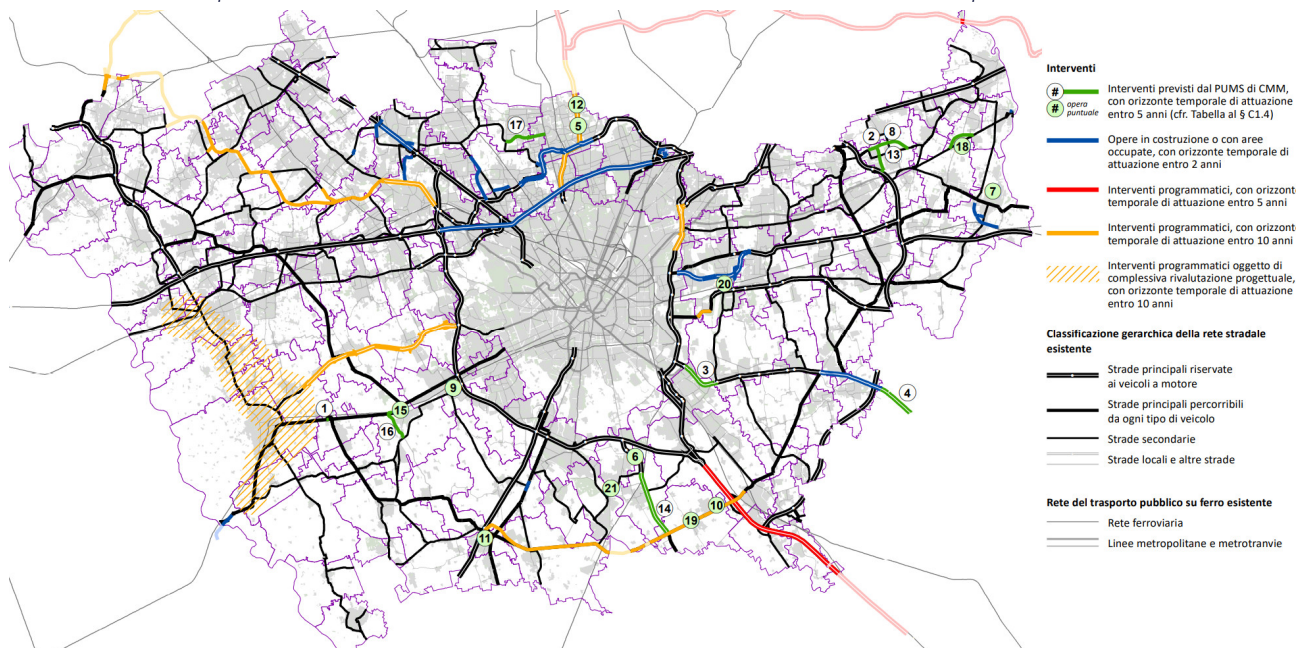 Interventi
# Interventi previsti dal PUMS di CMM,
# opera puntuale con orizzonte temporale di attuazione
entro 5 anni (cfr. Tabella al § C1.4)
Opere in costruzione o con aree
occupate, con orizzonte temporale di
attuazione entro 2 anni
Interventi programmatici, con orizzonte
temporale di attuazione entro 5 anni
Interventi programmatici, con orizzonte
temporale di attuazione entro 10 anni
Interventi programmatici oggetto di
complessiva rivalutazione progettuale,
con orizzonte temporale di attuazione
entro 10 anni
Classificazione gerarchica della rete stradale
esistente
Strade principali riservate
ai veicoli a motore
Strade principali percorribili
da ogni tipo di veicolo
Strade secondarie
Strade locali e altre strade
Rete del trasporto pubblico su ferro esistente
Rete ferroviaria
Linee metropolitane e metrotranvie
12
17
5
2
8
13
18
7
20
3
4
9
1
15
16
6
21
14
19
10
11